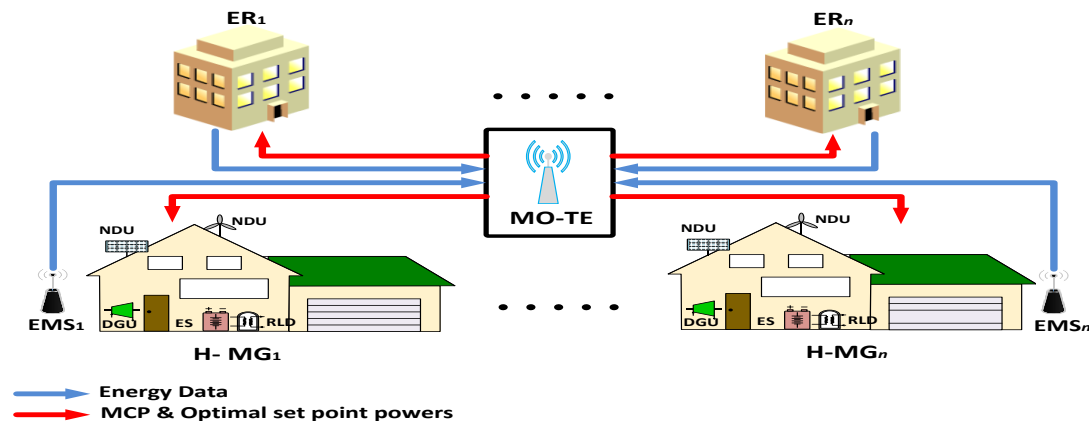 ER₁
ERn
MO-TE
NDU
NDU
DGU
ES
RLD
EMS₁
H- MG₁
NDU
NDU
DGU
ES
RLD
EMSn
H-MGn
Energy Data
MCP & Optimal set point powers